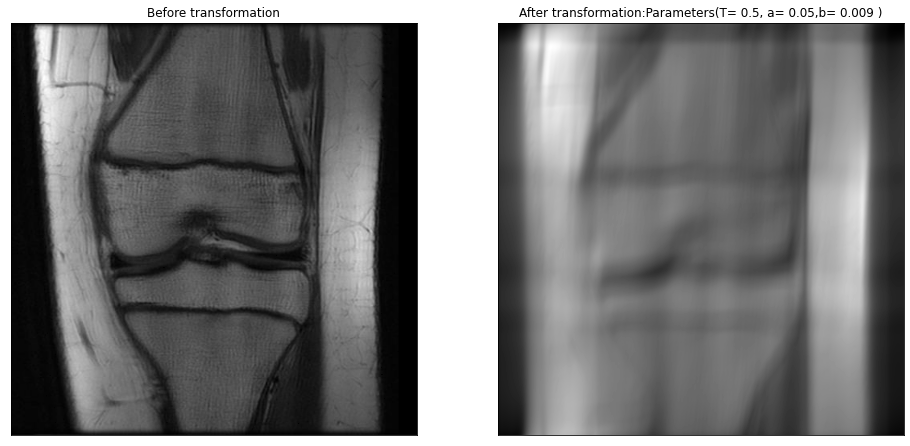 Before transformation
After transformation:Parameters(T= 0.5, a= 0.05,b= 0.009 )